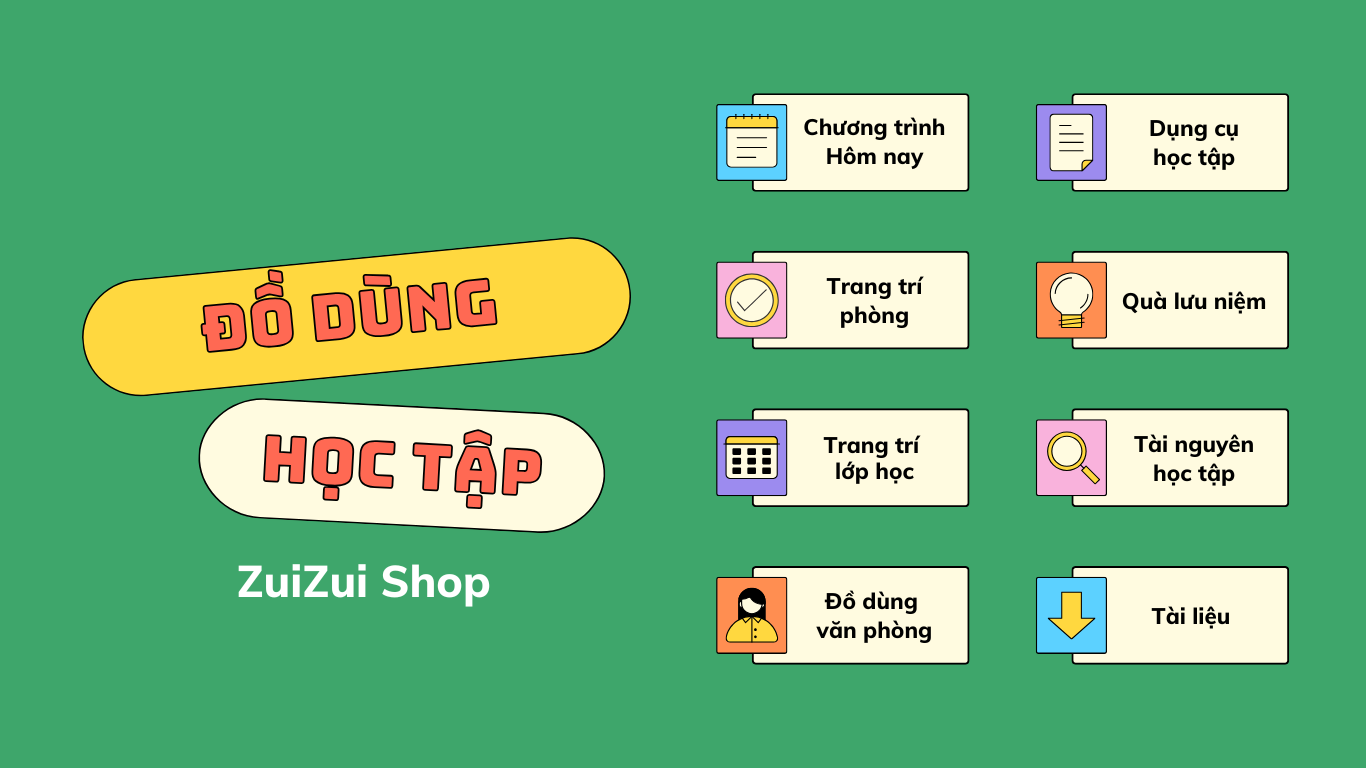 ĐỒ DÙNG
HỌC TẬP
ZuiZui Shop
Chương trình
Hôm nay
Dụng cụ
học tập
Trang trí
phòng
Quà lưu niệm
Trang trí
lớp học
Tài nguyên
học tập
Đồ dùng
văn phòng
Tài liệu